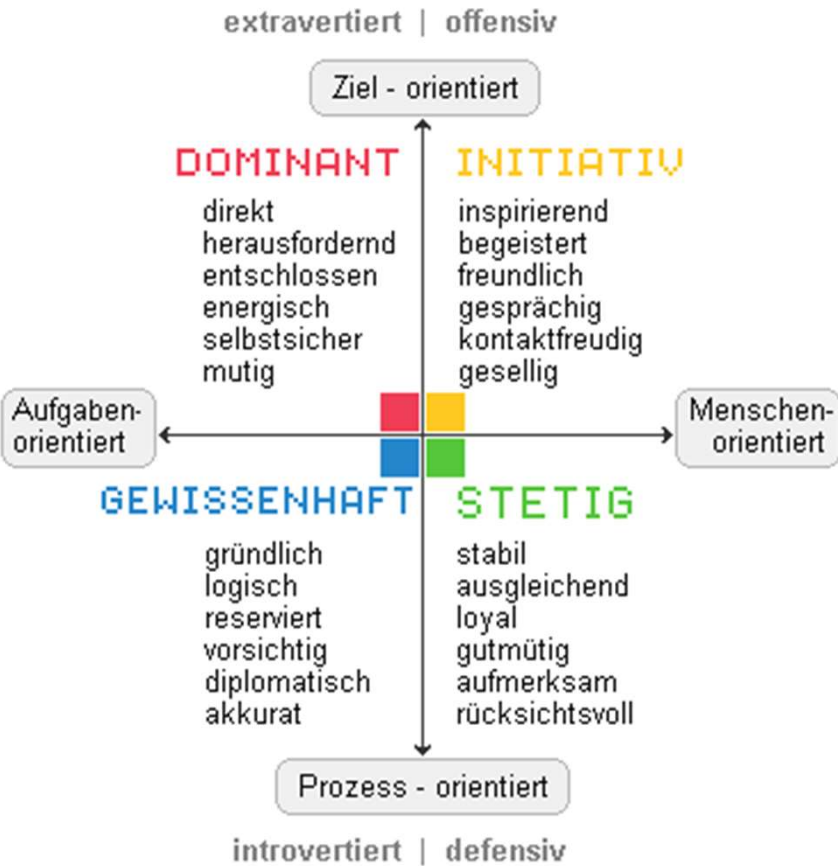 extravertiert | offensiv
Ziel - orientiert
DOMINANT
direkt
herausfordernd
entschlossen
energisch
selbstsicher
mutig
INITIATIV
inspirierend
begeistert
freundlich
gesprächig
kontaktfreudig
gesellig
Aufgaben-
orientiert
Menschen-
orientiert
GEWISSENHAFT
gründlich
logisch
reserviert
vorsichtig
diplomatisch
akkurat
STETIG
stabil
ausgleichend
loyal
gutmütig
aufmerksam
rücksichtsvoll
Prozess - orientiert
introvertiert | defensiv